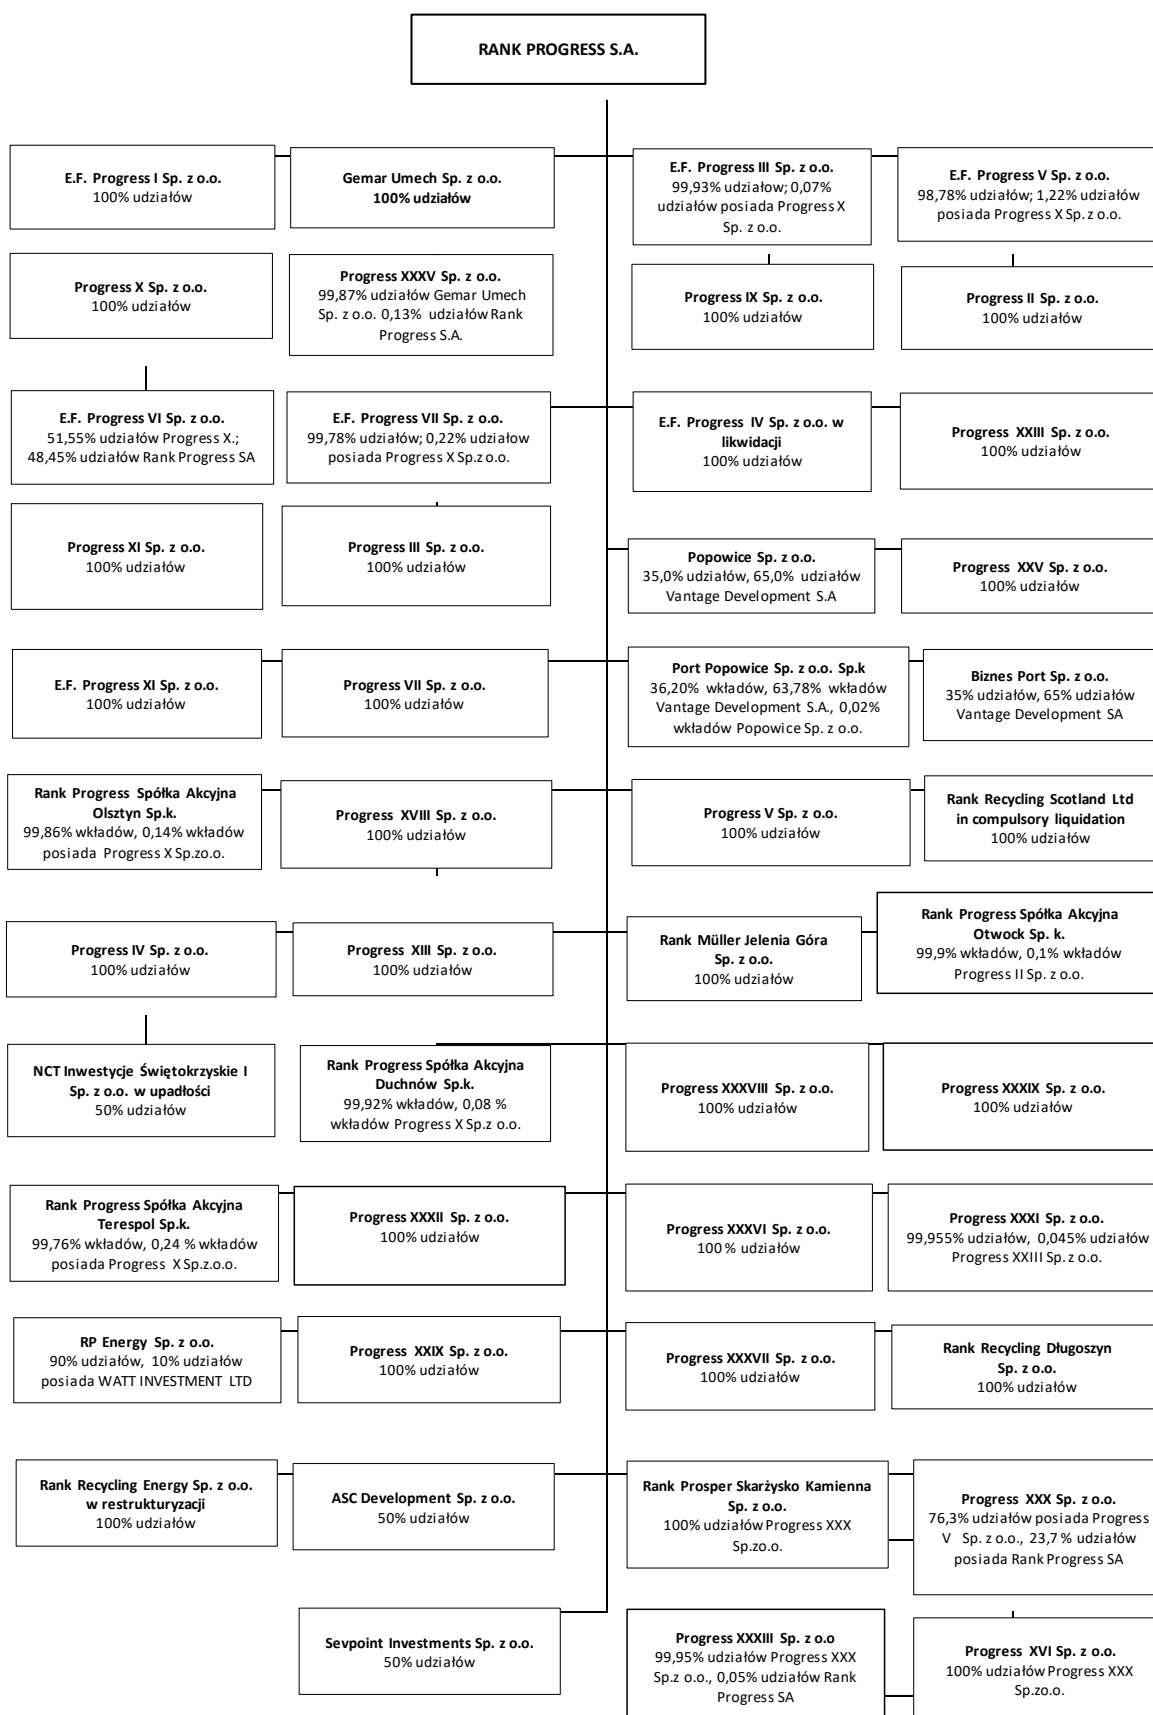 RANK PROGRESS S.A.
E.F. Progress I Sp. z o.o.
100% udziałów
Gemar Umech Sp. z o.o.
100% udziałów
E.F. Progress III Sp. z o.o.
99,93% udziałow; 0,07%
udziałów posiada Progress X
Sp. z o.o.
E.F. Progress V Sp. z o.o.
98,78% udziałów; 1,22% udziałów
posiada Progress X Sp. z o.o.
Progress X Sp. z o.o.
100% udziałów
Progress XXXV Sp. z o.o.
99,87% udziałów Gemar Umech
Sp. z o.o. 0,13% udziałów Rank
Progress S.A.
Progress IX Sp. z o.o.
100% udziałów
Progress II Sp. z o.o.
100% udziałów
E.F. Progress VI Sp. z o.o.
51,55% udziałów Progress X.;
48,45% udziałów Rank Progress SA
E.F. Progress VII Sp. z o.o.
99,78% udziałów; 0,22% udziałow
posiada Progress X Sp.z o.o.
E.F. Progress IV Sp. z o.o. w
likwidacji
100% udziałów
Progress XXIII Sp. z o.o.
100% udziałów
Progress XI Sp. z o.o.
100% udziałów
Progress III Sp. z o.o.
100% udziałów
Popowice Sp. z o.o.
35,0% udziałów, 65,0% udziałów
Vantage Development S.A
Progress XXV Sp. z o.o.
100% udziałów
E.F. Progress XI Sp. z o.o.
100% udziałów
Progress VII Sp. z o.o.
100% udziałów
Port Popowice Sp. z o.o. Sp.k
36,20% wkładów, 63,78% wkładów
Vantage Development S.A., 0,02%
wkładów Popowice Sp. z o.o.
Biznes Port Sp. z o.o.
35% udziałów, 65% udziałów
Vantage Development SA
Rank Progress Spółka Akcyjna
Olsztyn Sp.k.
99,86% wkładów, 0,14% wkładów
posiada Progress X Sp.zo.o.
Progress XVIII Sp. z o.o.
100% udziałów
Progress V Sp. z o.o.
100% udziałów
Rank Recycling Scotland Ltd
in compulsory liquidation
100% udziałów
Progress IV Sp. z o.o.
100% udziałów
Progress XIII Sp. z o.o.
100% udziałów
Rank Müller Jelenia Góra
Sp. z o.o.
100% udziałów
Rank Progress Spółka Akcyjna
Otwock Sp. k.
99,9% wkładów, 0,1% wkładów
Progress II Sp. z o.o.
NCT Inwestycje Świętokrzyskie I
Sp. z o.o. w upadłości
50% udziałów
Rank Progress Spółka Akcyjna
Duchnów Sp.k.
99,92% wkładów, 0,08 %
wkładów Progress X Sp.z o.o.
Progress XXXVIII Sp. z o.o.
100% udziałów
Progress XXXIX Sp. z o.o.
100% udziałów
Rank Progress Spółka Akcyjna
Terespol Sp.k.
99,76% wkładów, 0,24 % wkładów
posiada Progress X Sp.z.o.o.
Progress XXXII Sp. z o.o.
100% udziałów
Progress XXXVI Sp. z o.o.
100 % udziałów
Progress XXXI Sp. z o.o.
99,955% udziałów, 0,045% udziałów
Progress XXIII Sp. z o.o.
RP Energy Sp. z o.o.
90% udziałów, 10% udziałów
posiada WATT INVESTMENT LTD
Progress XXIX Sp. z o.o.
100% udziałów
Progress XXXVII Sp. z o.o.
100% udziałów
Rank Recycling Długoszyn
Sp. z o.o.
100% udziałów
Rank Recycling Energy Sp. z o.o.
w restrukturyzacji
100% udziałów
ASC Development Sp. z o.o.
50% udziałów
Rank Prosper Skarżysko Kamienna
Sp. z o.o.
100% udziałów Progress XXX
Sp.zo.o.
Progress XXX Sp. z o.o.
76,3% udziałów posiada Progress
V Sp. z o.o., 23,7 % udziałów
posiada Rank Progress SA
Sevpoint Investments Sp. z o.o.
50% udziałów
Progress XXXIII Sp. z o.o
99,95% udziałów Progress XXX
Sp.z o.o., 0,05% udziałów Rank
Progress SA
Progress XVI Sp. z o.o.
100% udziałów Progress XXX
Sp.zo.o.